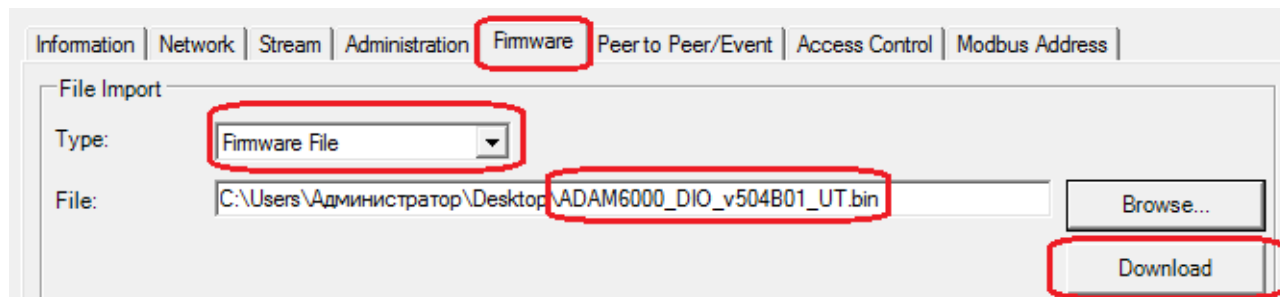 Information Network Stream Administration Firmware Peer to Peer/Event Access Control Modbus Address
File Import
Type: Firmware File
File: C:\Users\Администратор\Desktop\ADAM6000_DIO_v504B01_UT.bin Browse...
Download